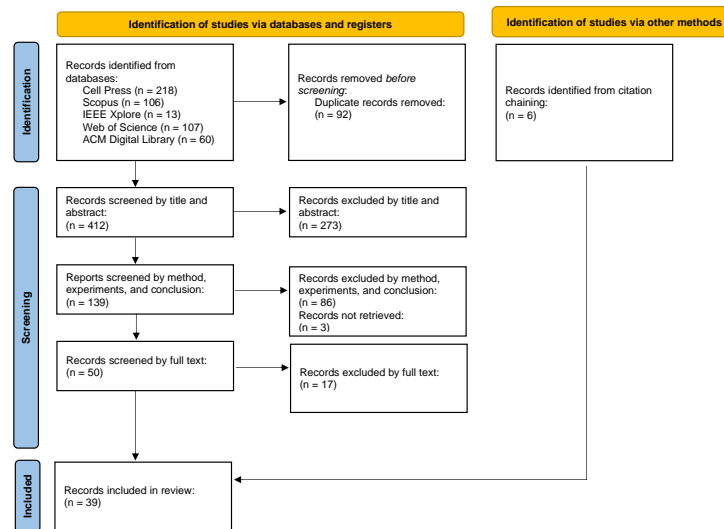 Identification of studies via databases and registers
Identification of studies via other methods
Identification
Records identified from
databases:
Cell Press (n = 218)
Scopus (n = 106)
IEEE Xplore (n = 13)
Web of Science (n = 107)
ACM Digital Library (n = 60)
Records removed before
screening:
Duplicate records removed:
(n = 92)
Records identified from citation
chaining:
(n = 6)
Screening
Records screened by title and
abstract:
(n = 412)
Records excluded by title and
abstract:
(n = 273)
Reports screened by method,
experiments, and conclusion:
(n = 139)
Records excluded by method,
experiments, and conclusion:
(n = 86)
Records not retrieved:
(n = 3)
Records screened by full text:
(n = 50)
Records excluded by full text:
(n = 17)
Included
Records included in review:
(n = 39)